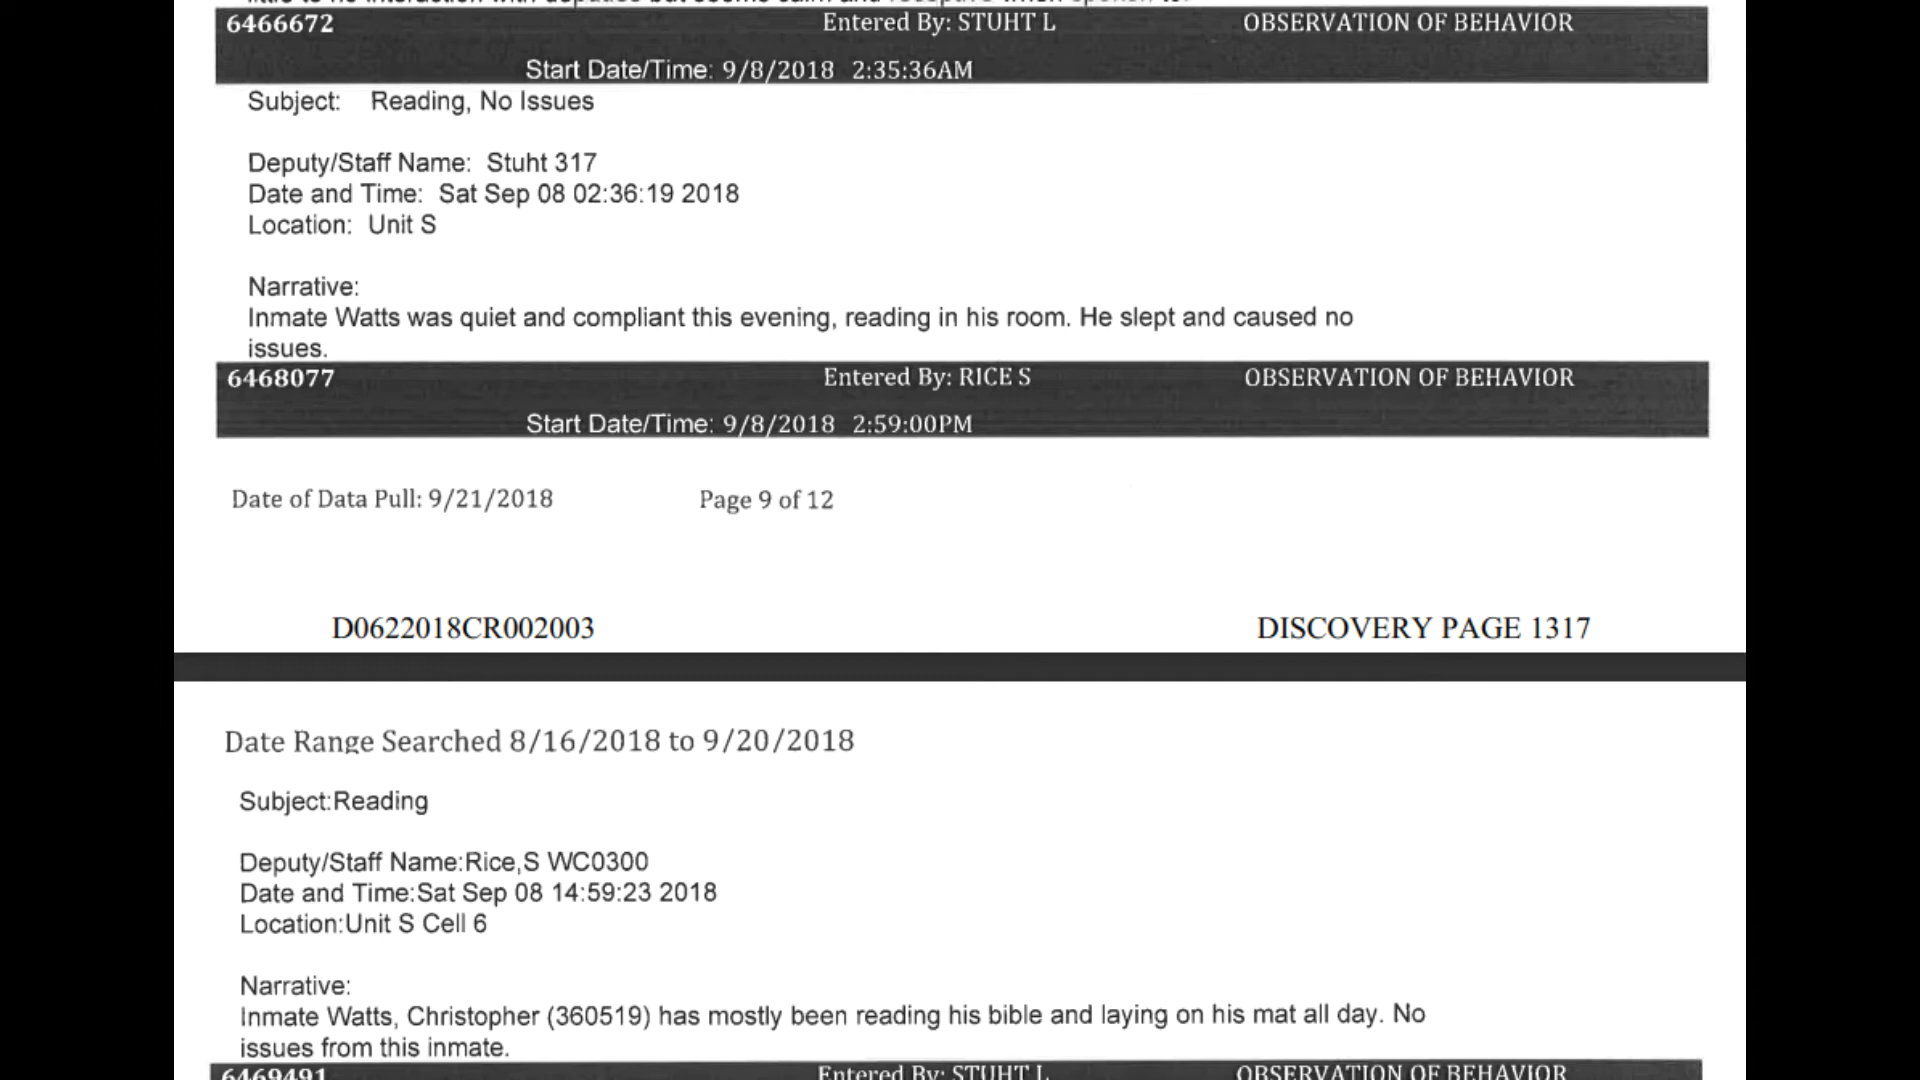 6466672 Entered By: STUHT L OBSERVATION OF BEHAVIOR
Start Date/Time: 9/8/2018 2:35:36AM
Subject: Reading, No Issues
Deputy/Staff Name: Stuht 317
Date and Time: Sat Sep 08 02:36:19 2018
Location: Unit S
Narrative:
Inmate Watts was quiet and compliant this evening, reading in his room. He slept and caused no
issues.
6468077 Entered By: RICE S OBSERVATION OF BEHAVIOR
Start Date/Time: 9/8/2018 2:59:00PM
Date of Data Pull: 9/21/2018 Page 9 of 12
D0622018CR002003 DISCOVERY PAGE 1317
Date Range Searched 8/16/2018 to 9/20/2018
Subject:Reading
Deputy/Staff Name:Rice,S WC0300
Date and Time:Sat Sep 08 14:59:23 2018
Location:Unit S Cell 6
Narrative:
Inmate Watts, Christopher (360519) has mostly been reading his bible and laying on his mat all day. No
issues from this inmate.
6469491 Entered By: STUHT L OBSERVATION OF BEHAVIOR